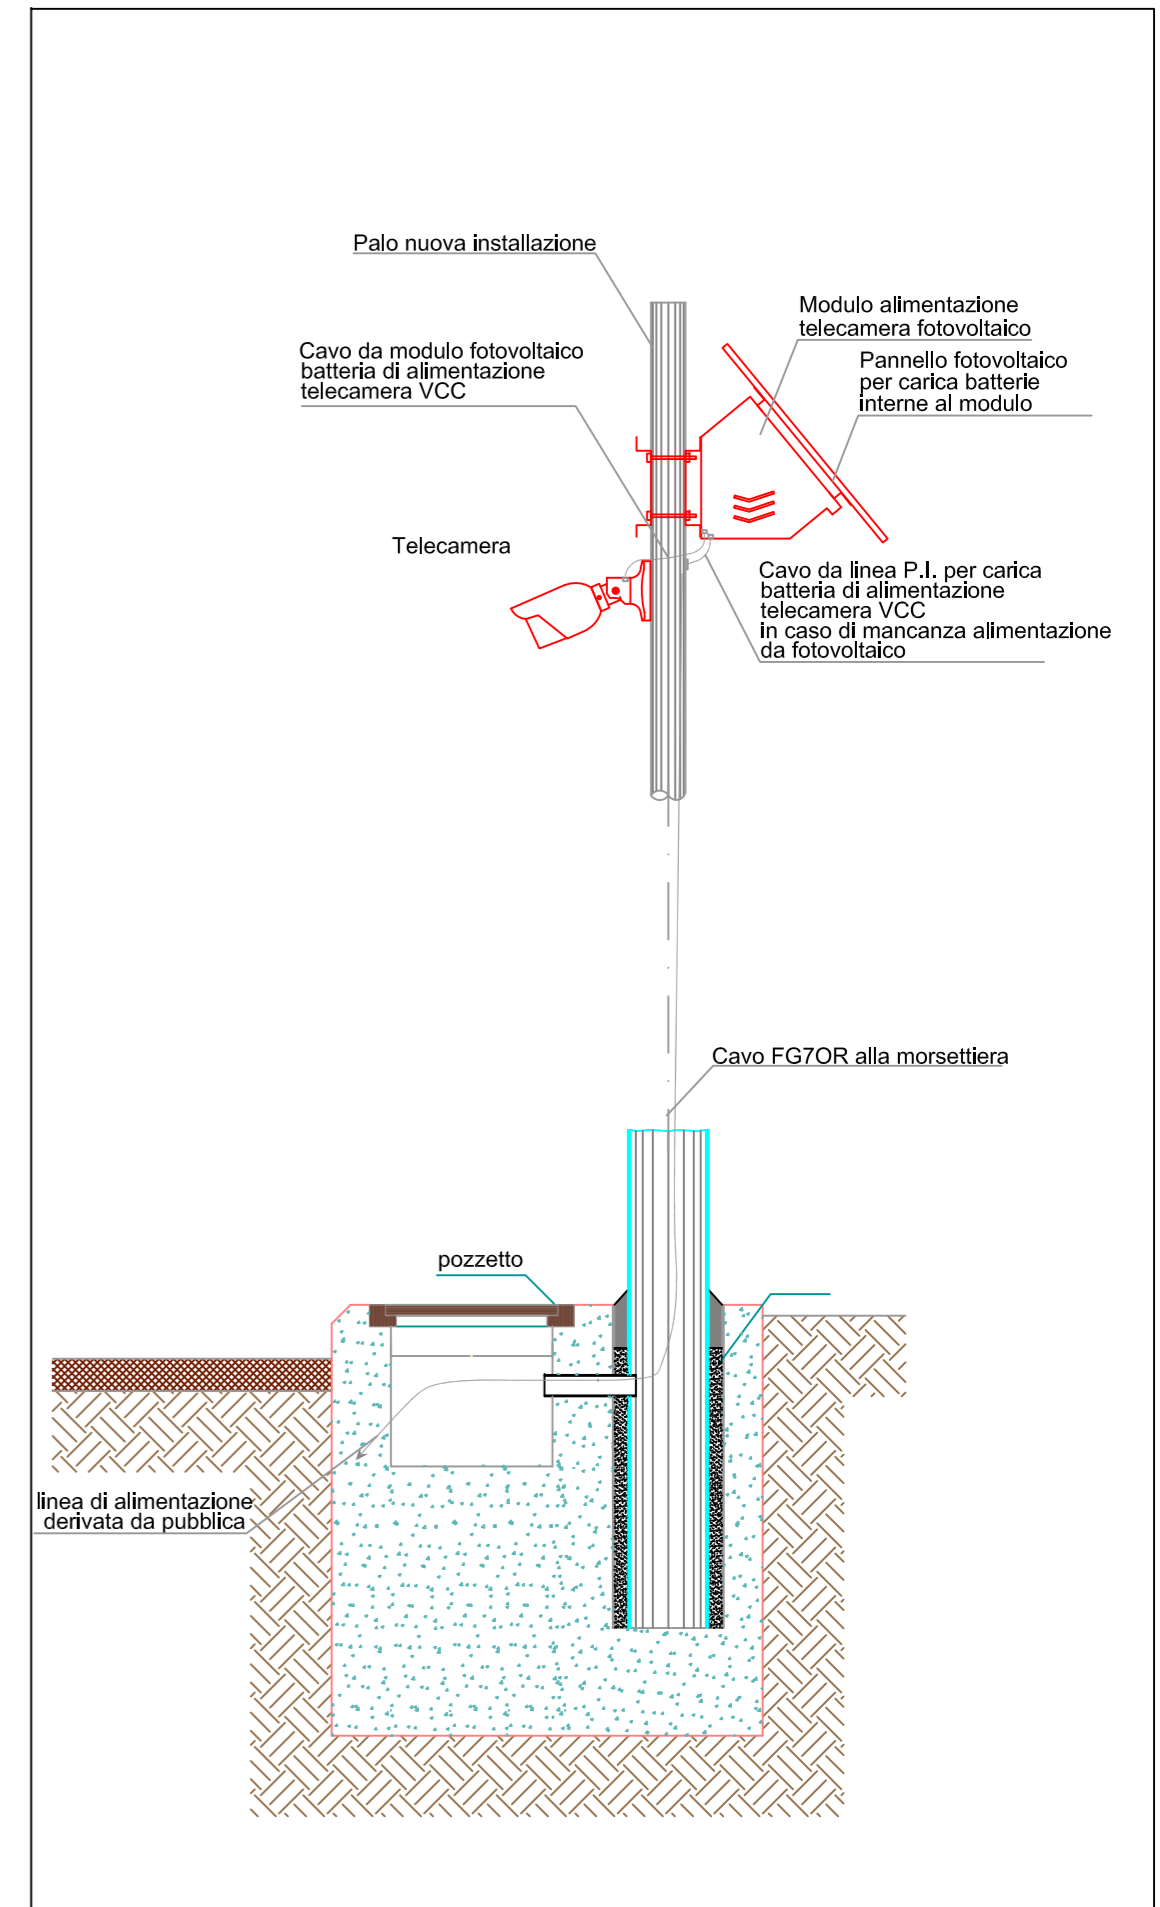 Palo nuova installazione
Modulo alimentazione
telecamera fotovoltaico
Cavo da modulo fotovoltaico
batteria di alimentazione
telecamera VCC
Pannello fotovoltaico
per carica batterie
interne al modulo
Telecamera
Cavo da linea P.I. per carica
batteria di alimentazione
telecamera VCC
in caso di mancanza alimentazione
da fotovoltaico
Cavo FG7OR alla morsettiera
pozzetto
linea di alimentazione
derivata da pubblica